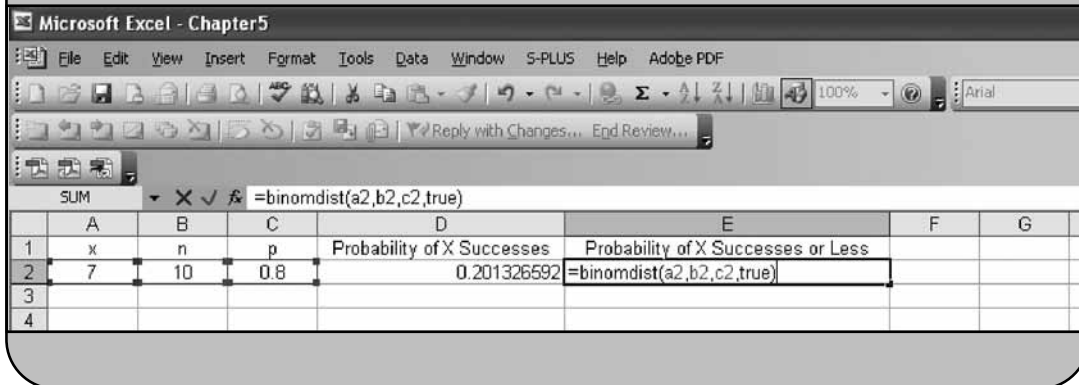 Microsoft Excel - Chapter5
File Edit View Insert Format Tools Data Window S-PLUS Help Adobe PDF
100% Arial
Reply with Changes... End Review...
SUM =binomdist(a2,b2,c2,true)
A B C D E F G
1 x n p Probability of X Successes Probability of X Successes or Less
2 7 10 0.8 0.201326592 =binomdist(a2,b2,c2,true)
3
4